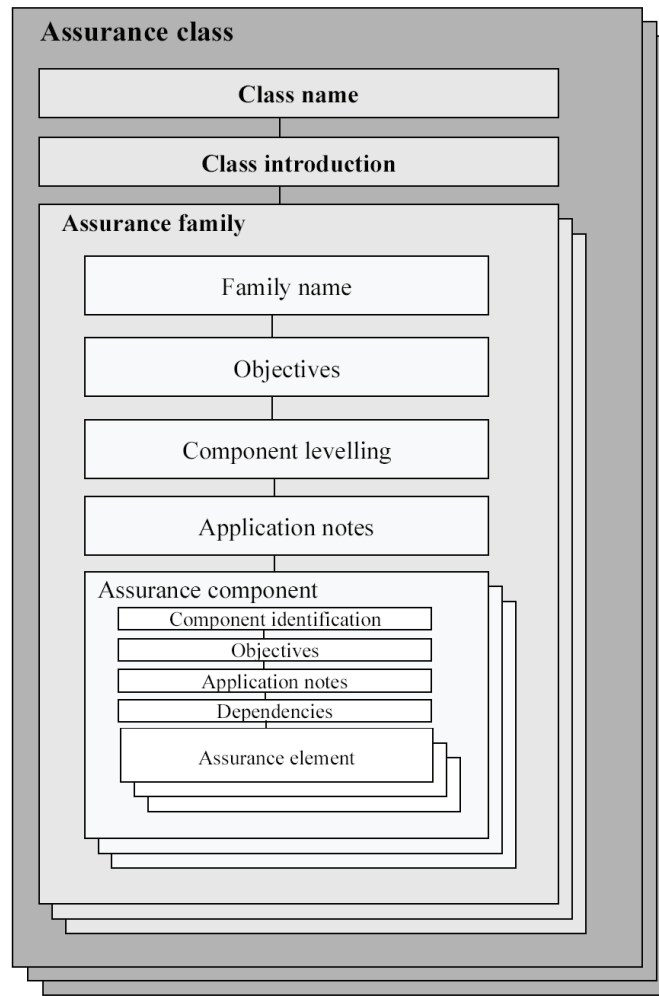 Assurance class
Class name
Class introduction
Assurance family
Family name
Objectives
Component levelling
Application notes
Assurance component
Component identification
Objectives
Application notes
Dependencies
Assurance element